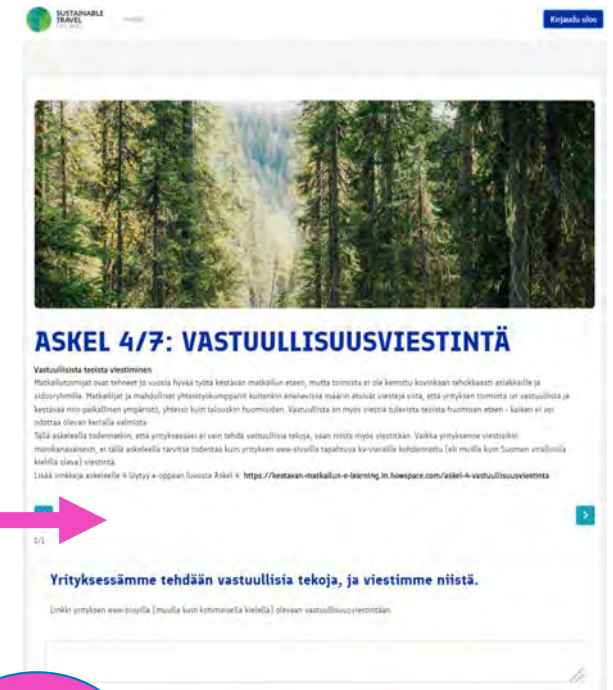 SUSTAINABLE
TRAVEL
FINLAND
Kirjaudu ulos
ASKEL 4/7: VASTUULLISUUSVIESTINTÄ
Vastuullisista teoista viestiminen
Matkailutoimijat ovat tehneet jo vuosia hyvää työtä kestävän matkailun eteen, mutta toimista ei ole kerrottu kovinkaan tehokkaasti asiakkaille ja
sidosryhmille. Matkailijat ja mahdolliset yhteistyökumppanit kuitenkin enenevissä määrin etsivät viestejä siitä, että yrityksen toiminta on vastuullista ja
kestävää niin paikallinen ympäristö, yhteisö kuin talouskin huomioiden. Vastuullista on myös viestiä tulevista teoista huomisen eteen - kaiken ei voi
odottaa olevan kerralla valmista.
Tällä askeleella todennatkin, että yrityksessäsi ei vain tehdä vastuullisia tekoja, vaan niistä myös viestitään. Vaikka yrityksenne viestisikin
monikanavaisesti, ei tällä askeleella tarvitse todentaa kuin yrityksen www-sivuilla tapahtuva kv-vieraille kohdennettu (eli muilla kuin Suomen virallisilla
kielillä oleva) viestintä.
Lisää vinkkejä askeleelle 4 löytyy e-oppaan luvusta Askel 4: https://kestavan-matkailun-e-learning.in.howspace.com/askel-4-vastuullisuusviestinta
1/1
Yrityksessämme tehdään vastuullisia tekoja, ja viestimme niistä.
Linkki yrityksen www-sivuilla (muulla kuin kotimaisella kielellä) olevaan vastuullisuusviestintään